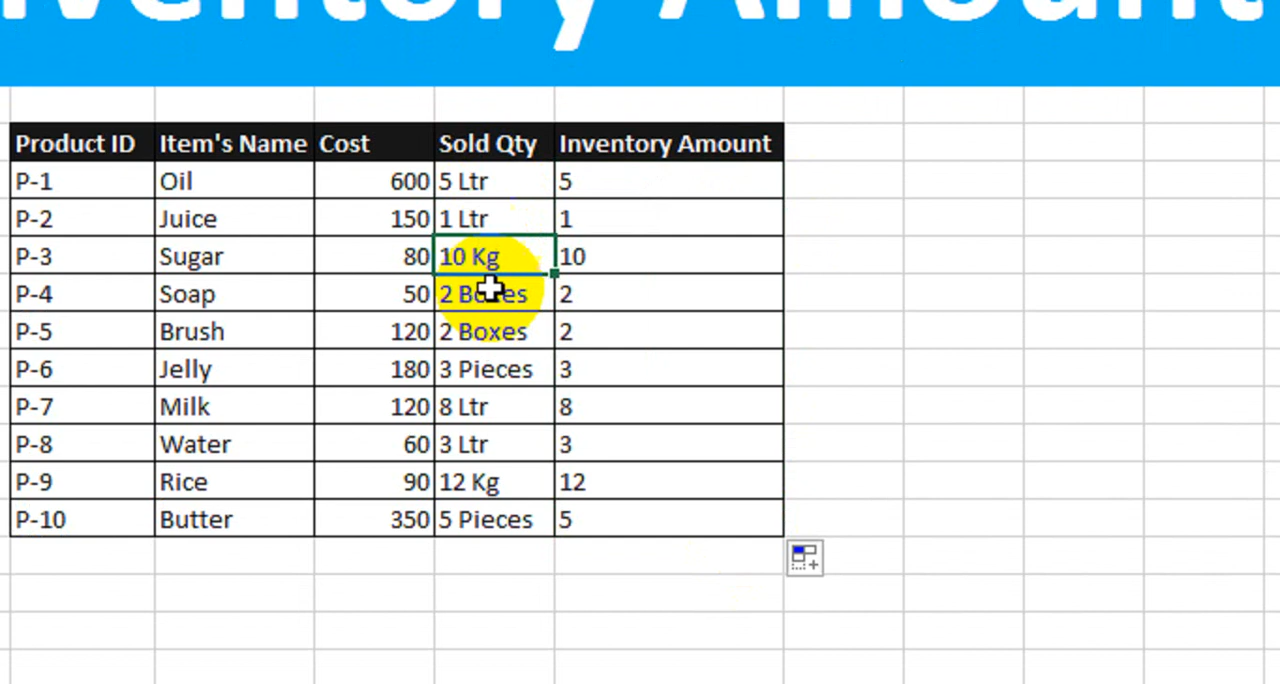 nventory Amount
Product ID Item's Name Cost Sold Qty Inventory Amount
P-1 Oil 600 5 Ltr 5
P-2 Juice 150 1 Ltr 1
P-3 Sugar 80 10 Kg 10
P-4 Soap 50 2 Boxes 2
P-5 Brush 120 2 Boxes 2
P-6 Jelly 180 3 Pieces 3
P-7 Milk 120 8 Ltr 8
P-8 Water 60 3 Ltr 3
P-9 Rice 90 12 Kg 12
P-10 Butter 350 5 Pieces 5